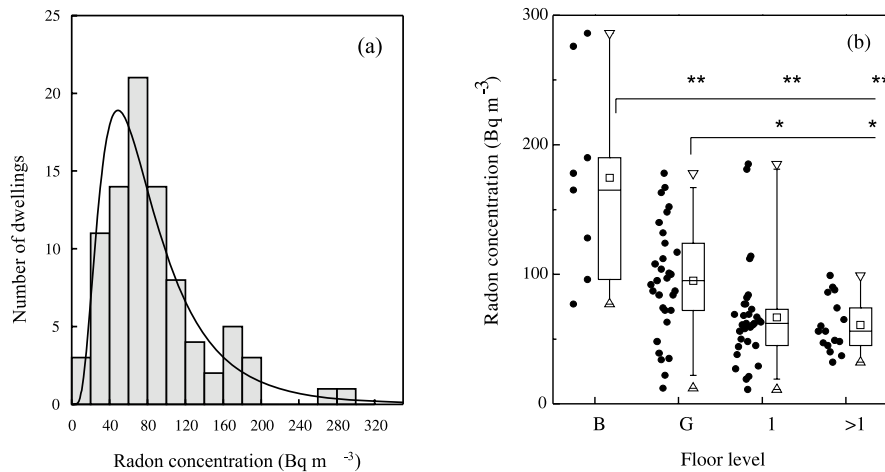 (a)
25
20
15
10
5
0
Number of dwellings
0 40 80 120 160 200 240 280 320
Radon concentration (Bq m -3)
(b)
300
200
100
0
Radon concentration (Bq m-3)
** ** **
* *
B G 1 >1
Floor level